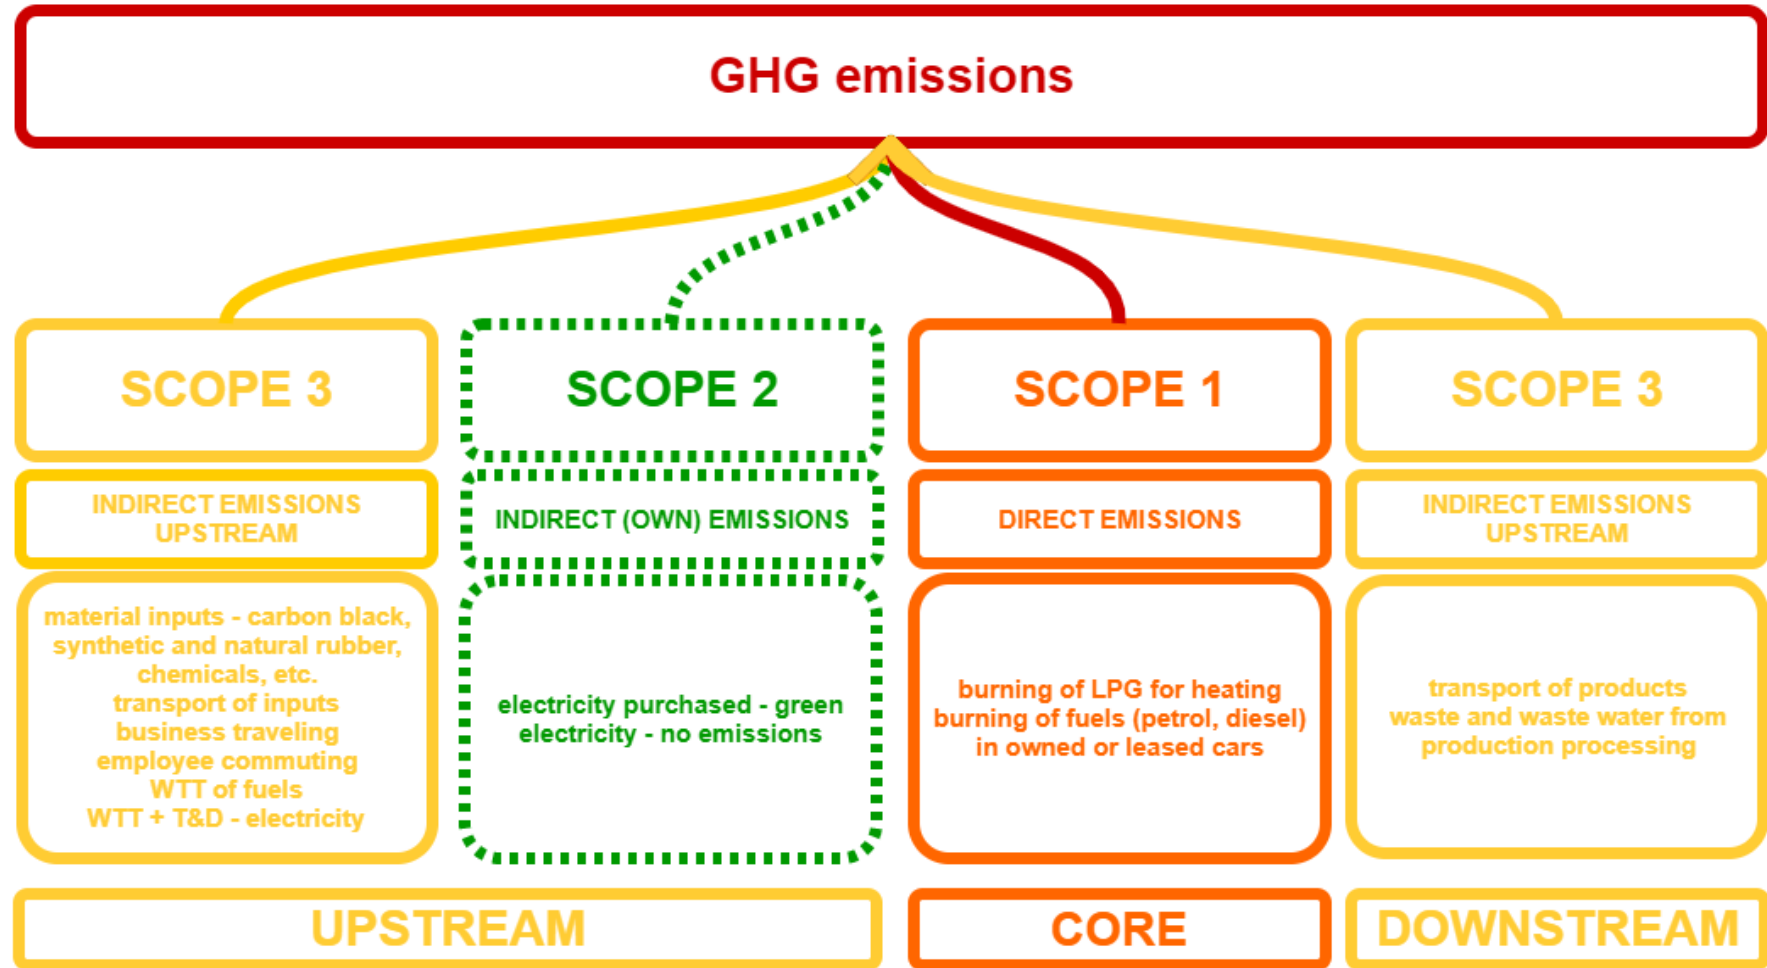 GHG emissions
SCOPE 3
INDIRECT EMISSIONS
UPSTREAM
material inputs - carbon black,
synthetic and natural rubber,
chemicals, etc.
transport of inputs
business traveling
employee commuting
WTT of fuels
WTT + T&D - electricity
SCOPE 2
INDIRECT (OWN) EMISSIONS
electricity purchased - green
electricity - no emissions
UPSTREAM
SCOPE 1
DIRECT EMISSIONS
burning of LPG for heating
burning of fuels (petrol, diesel)
in owned or leased cars
CORE
SCOPE 3
INDIRECT EMISSIONS
UPSTREAM
transport of products
waste and waste water from
production processing
DOWNSTREAM